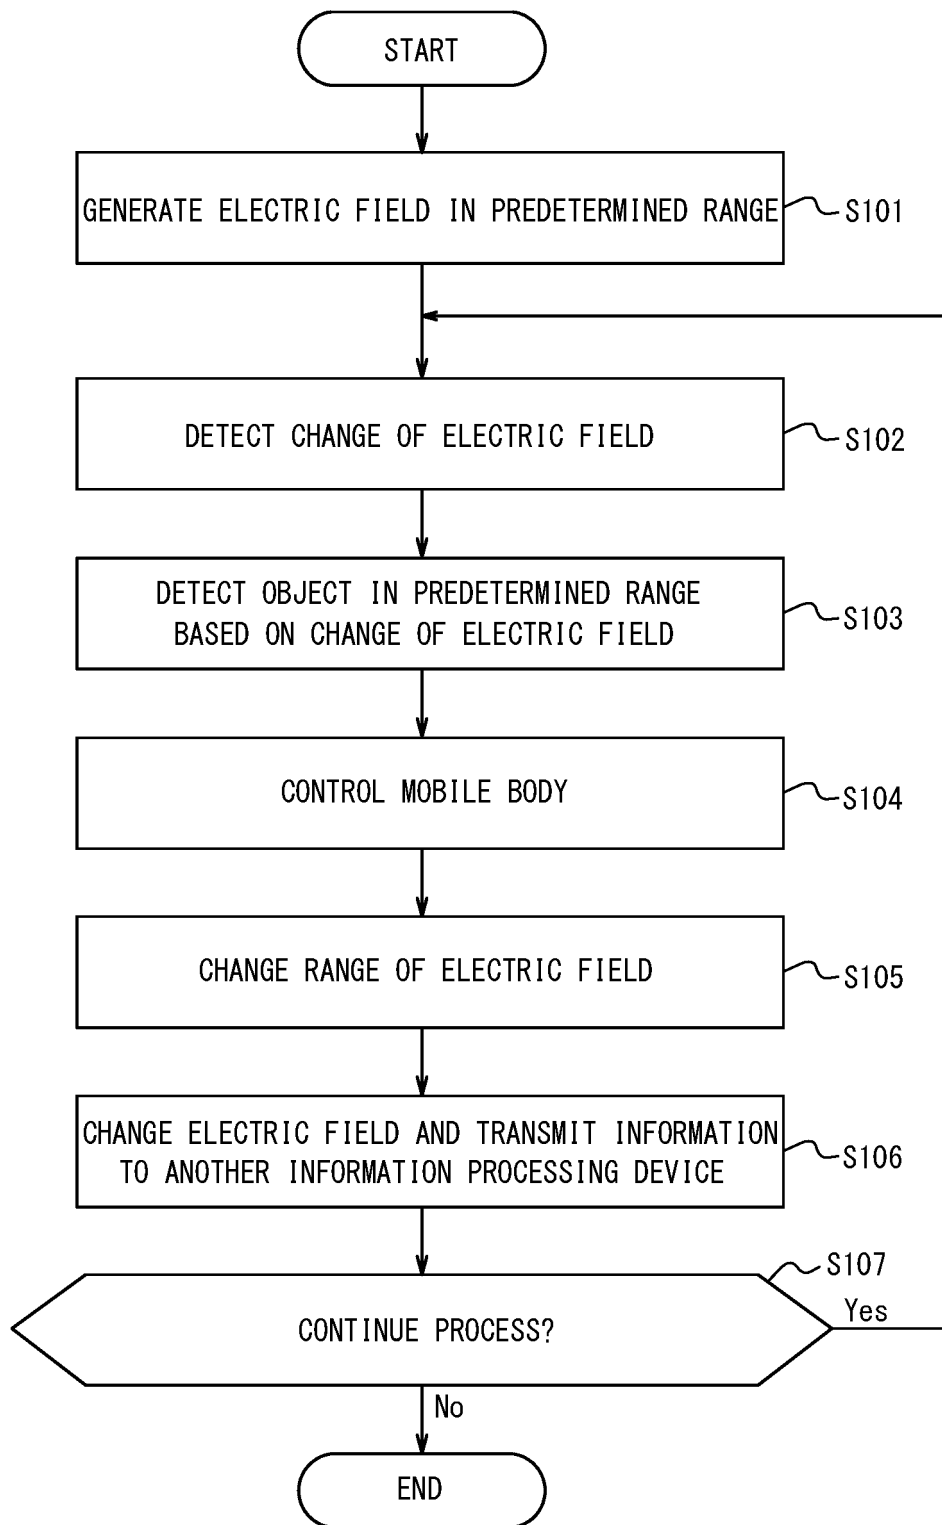 START
GENERATE ELECTRIC FIELD IN PREDETERMINED RANGE
S101
DETECT CHANGE OF ELECTRIC FIELD
S102
DETECT OBJECT IN PREDETERMINED RANGE
BASED ON CHANGE OF ELECTRIC FIELD
S103
CONTROL MOBILE BODY
S104
CHANGE RANGE OF ELECTRIC FIELD
S105
CHANGE ELECTRIC FIELD AND TRANSMIT INFORMATION
TO ANOTHER INFORMATION PROCESSING DEVICE
S106
S107
CONTINUE PROCESS?
Yes
No
END